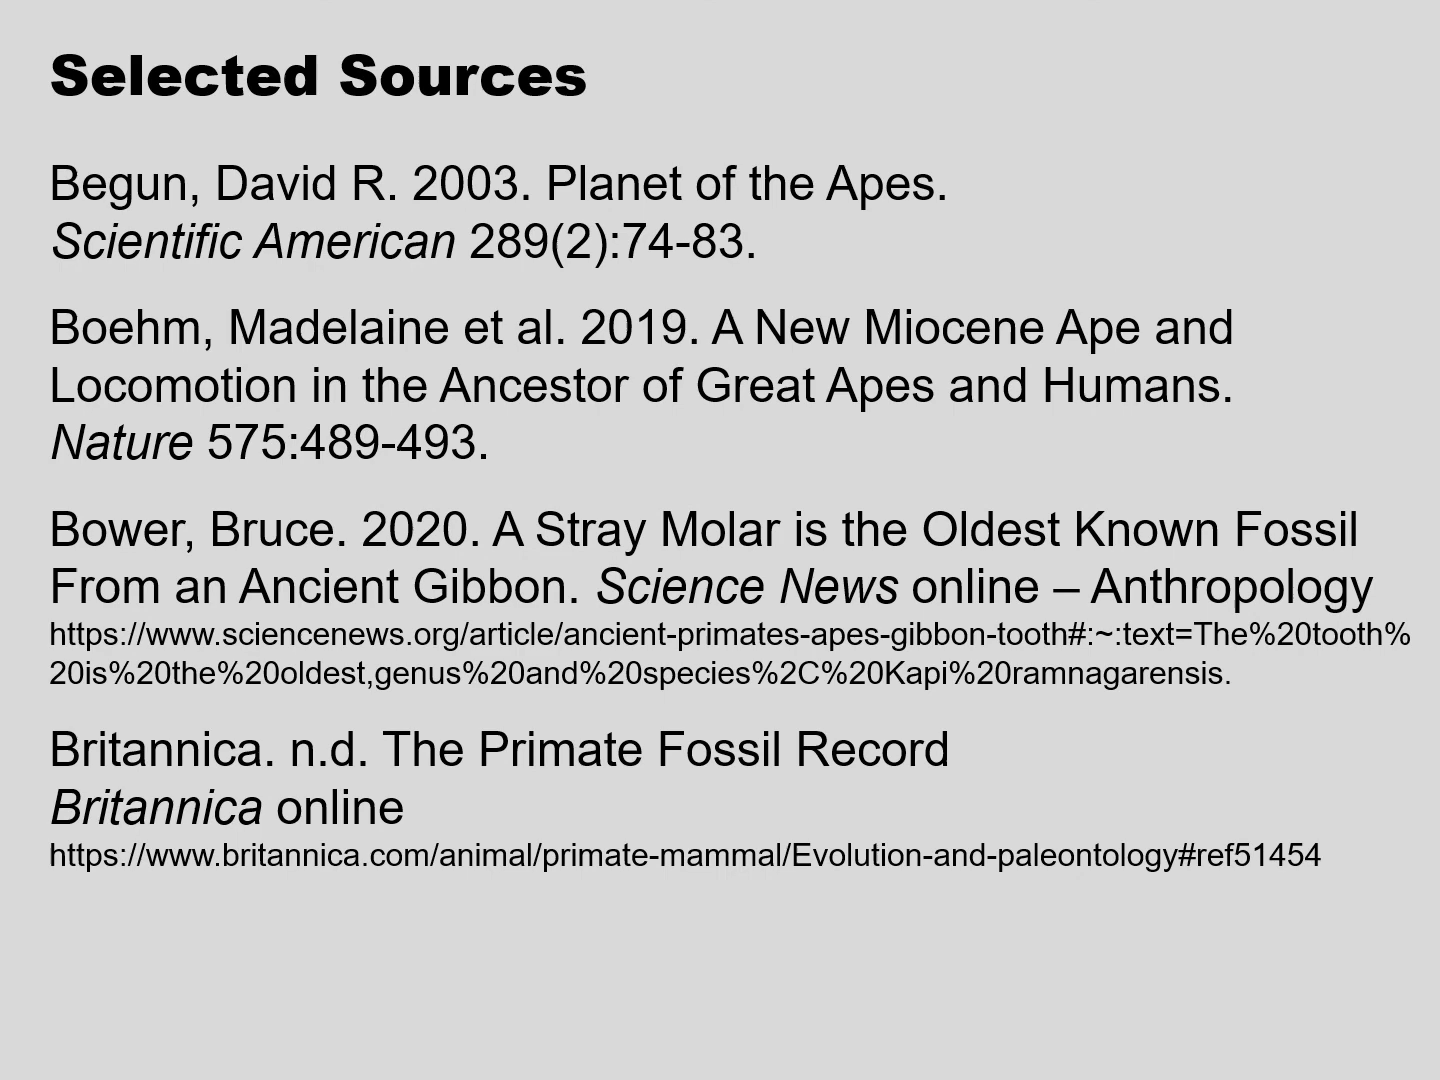 Selected Sources
Begun, David R. 2003. Planet of the Apes.
Scientific American 289(2):74-83.
Boehm, Madelaine et al. 2019. A New Miocene Ape and
Locomotion in the Ancestor of Great Apes and Humans.
Nature 575:489-493.
Bower, Bruce. 2020. A Stray Molar is the Oldest Known Fossil
From an Ancient Gibbon. Science News online – Anthropology
https://www.sciencenews.org/article/ancient-primates-apes-gibbon-tooth#:~:text=The%20tooth%
20is%20the%20oldest,genus%20and%20species%2C%20Kapi%20ramnagarensis.
Britannica. n.d. The Primate Fossil Record
Britannica online
https://www.britannica.com/animal/primate-mammal/Evolution-and-paleontology#ref51454